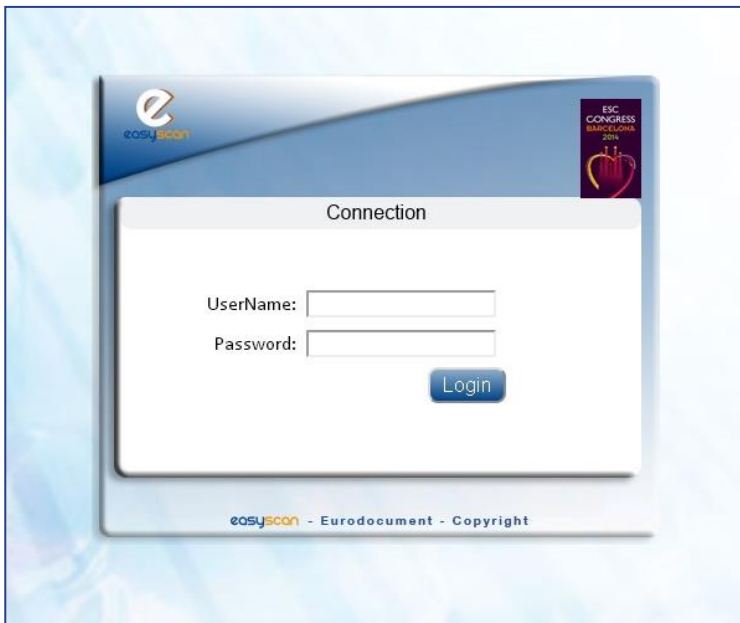 easyscan
ESC
CONGRESS
BARCELONA
2014
Connection
UserName:
Password:
Login
easyscan - Eurodocument - Copyright